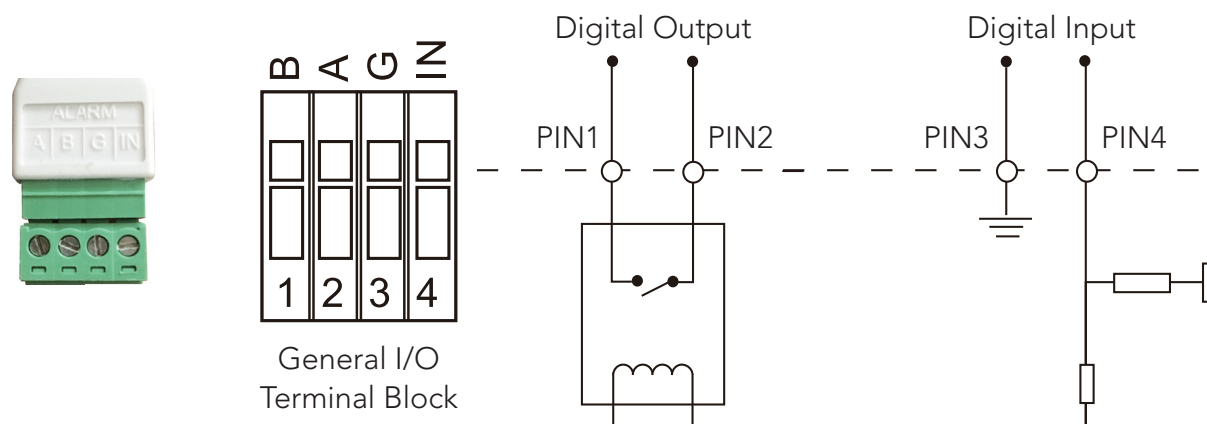 ALARM
A B G IN
B A G IN
1 2 3 4
General I/O
Terminal Block
Digital Output
PIN1 PIN2
Digital Input
PIN3 PIN4